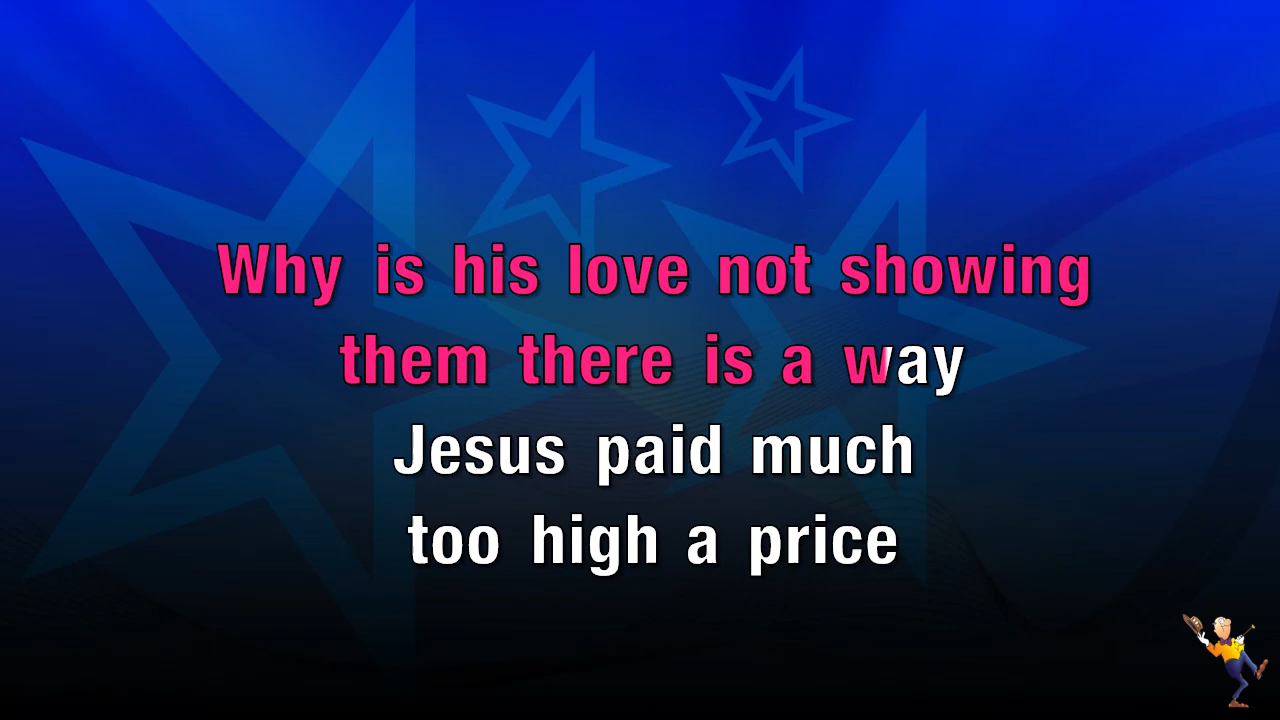 Why is his love not showing
them there is a way
Jesus paid much
too high a price